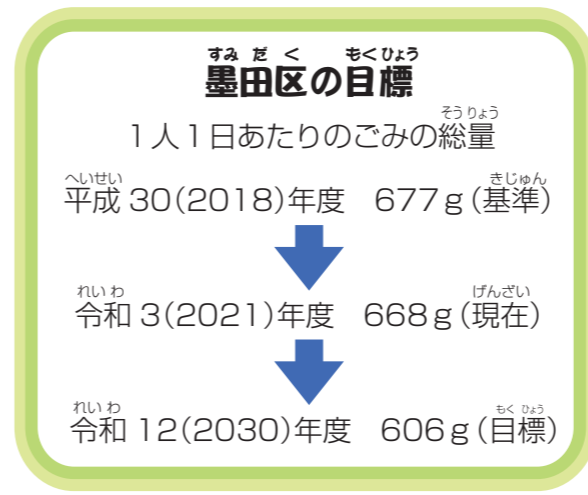 すみだく もくひょう
墨田区の目標
そうりょう
1人1日あたりのごみの総量
へいせい きじゅん
平成30(2018)年度 677g(基準)
れいわ げんざい
令和3(2021)年度 668g(現在)
れいわ もくひょう
令和12(2030)年度 606g(目標)